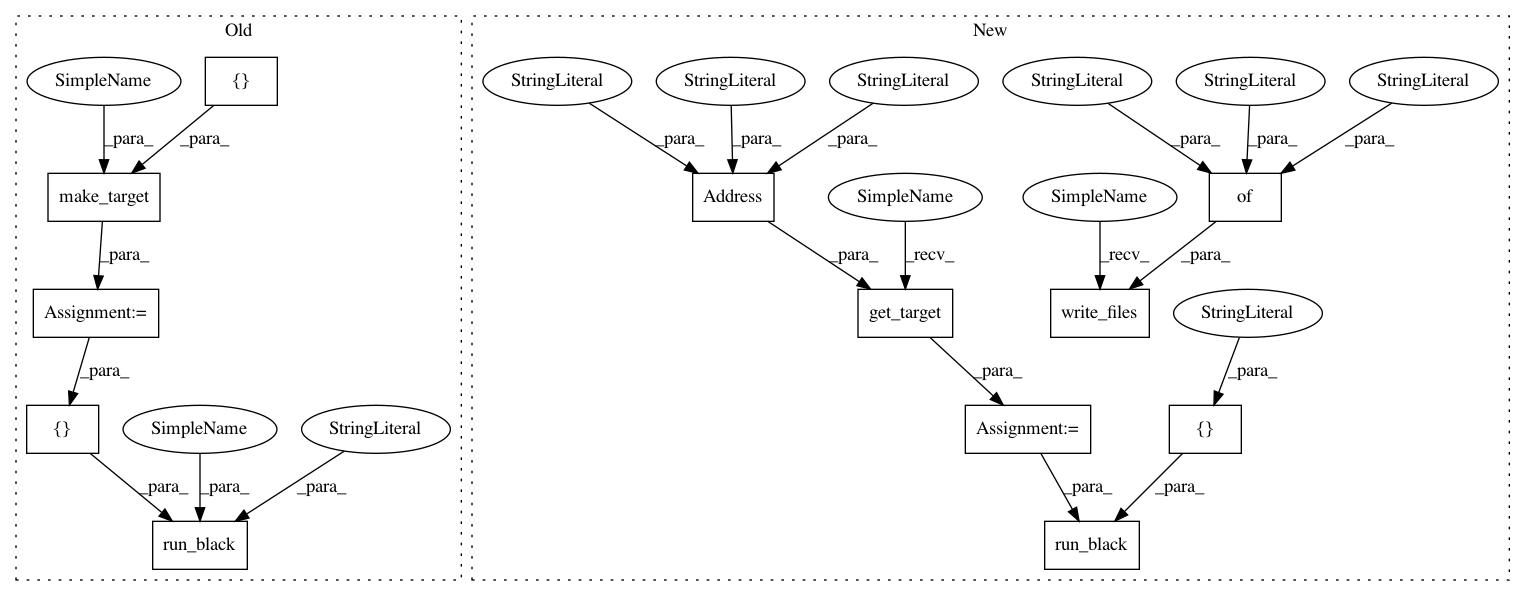 Old
New
SimpleName
{}
StringLiteral
StringLiteral
StringLiteral
StringLiteral
StringLiteral
StringLiteral
_para_
_para_
_para_
_para_
_para_
_para_
_para_
_para_
make_target
Address
SimpleName
SimpleName
of
_para_
_para_
_recv_
_recv_
_para_
Assignment:=
get_target
write_files
StringLiteral
_para_
_para_
_para_
{}
SimpleName
StringLiteral
Assignment:=
{}
_para_
_para_
_para_
_para_
_para_
run_black
run_black